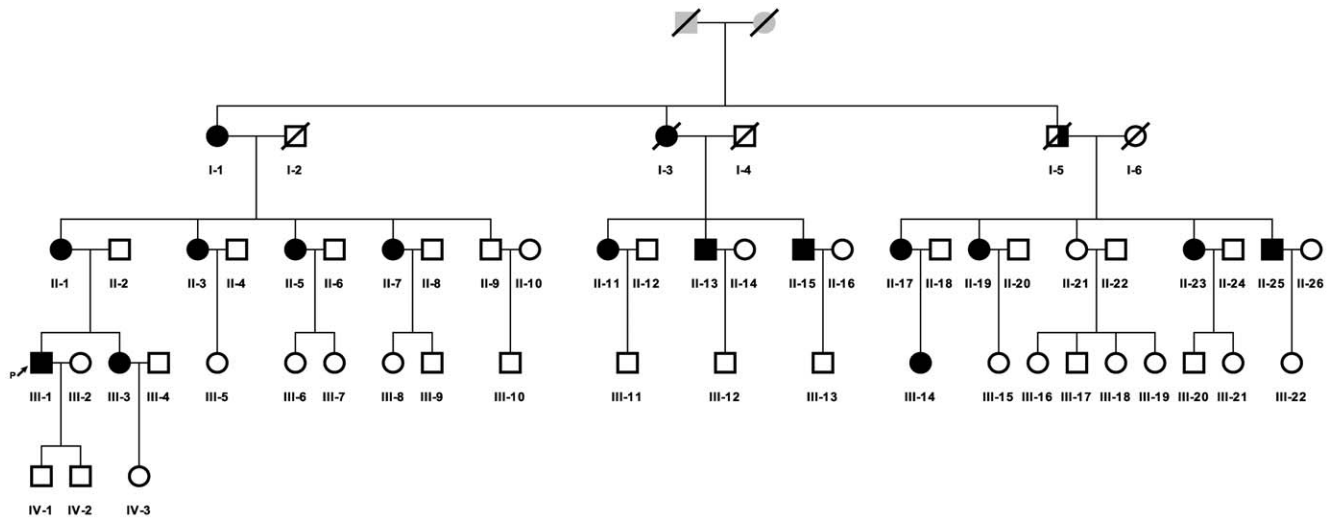 I-1 I-2 I-3 I-4 I-5 I-6
II-1 II-2 II-3 II-4 II-5 II-6 II-7 II-8 II-9 II-10 II-11 II-12 II-13 II-14 II-15 II-16 II-17 II-18 II-19 II-20 II-21 II-22 II-23 II-24 II-25 II-26
P
III-1 III-2 III-3 III-4 III-5 III-6 III-7 III-8 III-9 III-10 III-11 III-12 III-13 III-14 III-15 III-16 III-17 III-18 III-19 III-20 III-21 III-22
IV-1 IV-2 IV-3